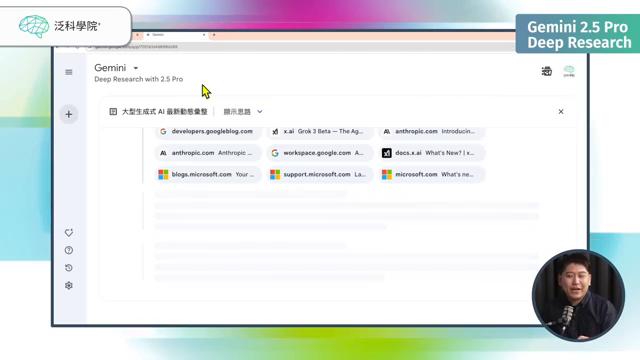 泛科學院
Gemini 2.5 Pro
Deep Research
Gemini
Deep Research with 2.5 Pro
大型生成式 AI 最新動態彙整
顯示思路
developers.googleblog.com
x.ai Grok 3 Beta — The Ag...
anthropic.com Introducin...
anthropic.com Anthropic ...
workspace.google.com A...
docs.x.ai What's New? | x...
blogs.microsoft.com Your ...
support.microsoft.com La...
microsoft.com What's ne...